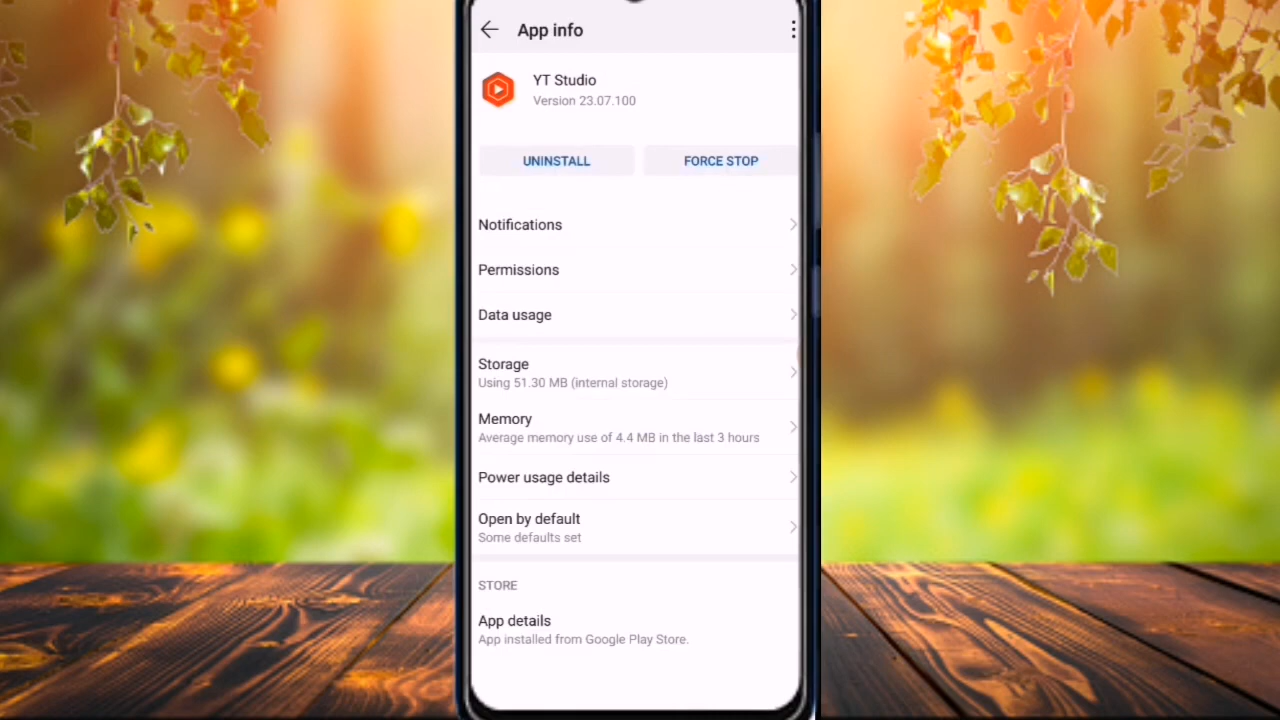 App info
YT Studio
Version 23.07.100
UNINSTALL
FORCE STOP
Notifications
Permissions
Data usage
Storage
Using 51.30 MB (internal storage)
Memory
Average memory use of 4.4 MB in the last 3 hours
Power usage details
Open by default
Some defaults set
STORE
App details
App installed from Google Play Store.